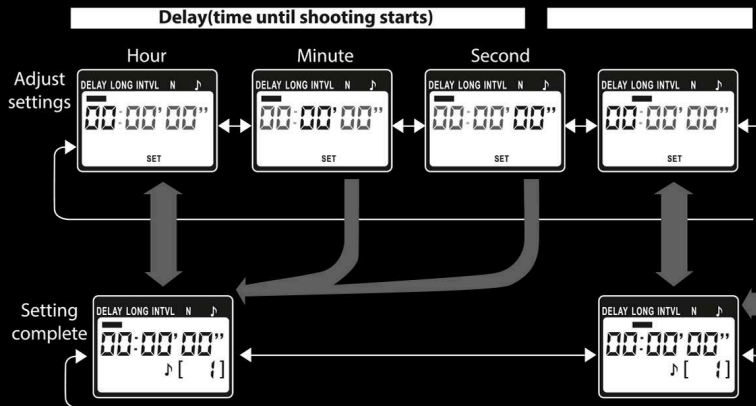 Delay(time until shooting starts)
Hour Minute Second
Adjust settings
DELAY LONG INTVL N ♪
00:00'00"
SET
DELAY LONG INTVL N ♪
00:00'00"
SET
DELAY LONG INTVL N ♪
00:00'00"
SET
DELAY LONG INTVL N ♪
00:00'00"
SET
Setting complete
DELAY LONG INTVL N ♪
00:00'00"
♪[ 1]
DELAY LONG INTVL N ♪
00:00'00"
♪[ 1]